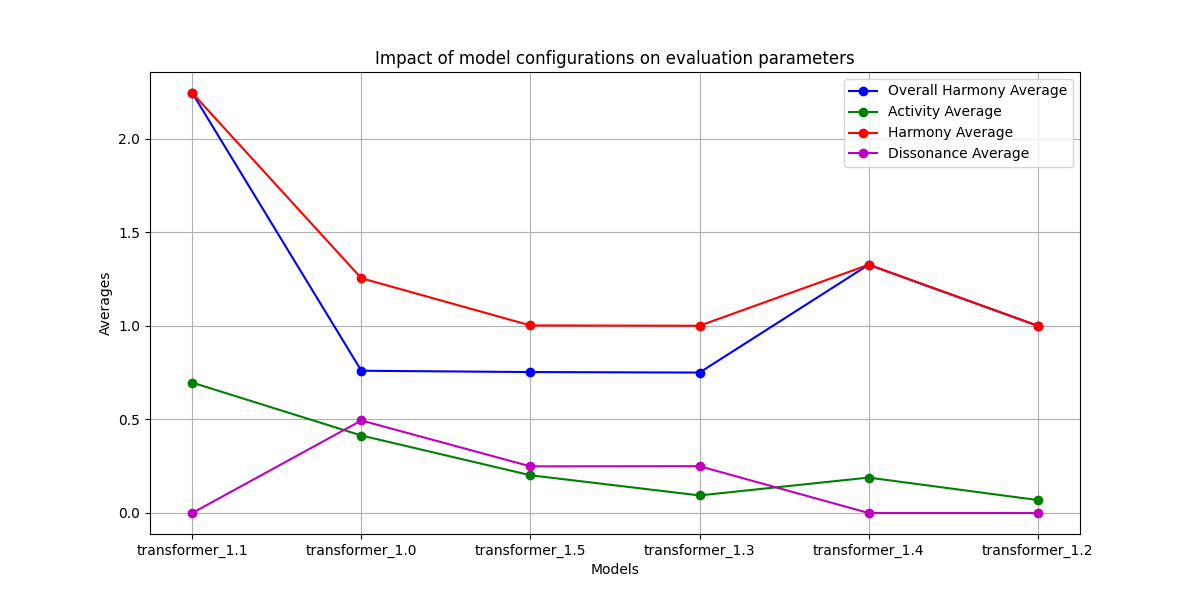 Impact of model configurations on evaluation parameters
Overall Harmony Average
Activity Average
Harmony Average
Dissonance Average
Averages
2.0
1.5
1.0
0.5
0.0
transformer_1.1 transformer_1.0 transformer_1.5 transformer_1.3 transformer_1.4 transformer_1.2
Models